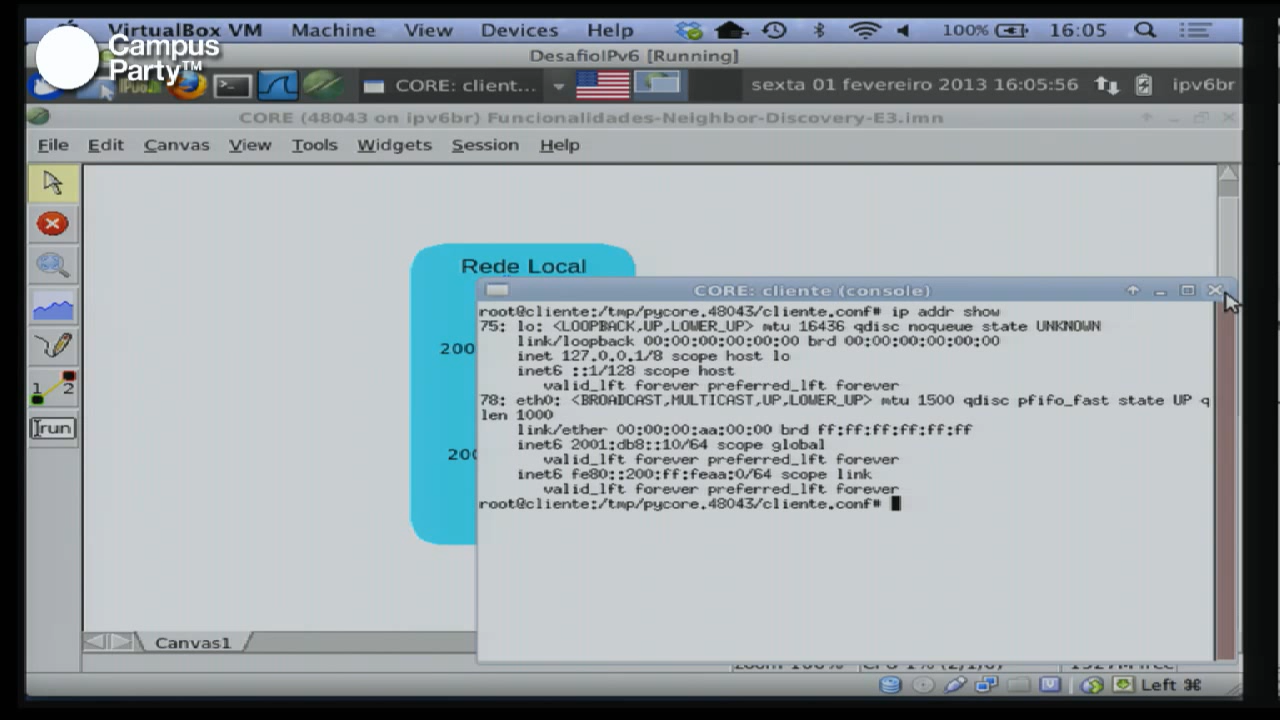 VirtualBox VM Machine View Devices Help 100% 16:05
Campus
Party™
DesafioIPv6 [Running]
CORE: client... sexta 01 fevereiro 2013 16:05:56 ipv6br
CORE (48043 on ipv6br) Funcionalidades-Neighbor-Discovery-E3.imn
File Edit Canvas View Tools Widgets Session Help
Rede Local
CORE: cliente (console)
root@cliente:/tmp/pycore.48043/cliente.conf# ip addr show
75: lo: <LOOPBACK,UP,LOWER_UP> mtu 16436 qdisc noqueue state UNKNOWN
link/loopback 00:00:00:00:00:00 brd 00:00:00:00:00:00
inet 127.0.0.1/8 scope host lo
inet6 ::1/128 scope host
valid_lft forever preferred_lft forever
78: eth0: <BROADCAST,MULTICAST,UP,LOWER_UP> mtu 1500 qdisc pfifo_fast state UP q
len 1000
link/ether 00:00:00:aa:00:00 brd ff:ff:ff:ff:ff:ff
inet6 2001:db8::10/64 scope global
valid_lft forever preferred_lft forever
inet6 fe80::200:ff:feaa:0/64 scope link
valid_lft forever preferred_lft forever
root@cliente:/tmp/pycore.48043/cliente.conf#
200
200
1 2
run
Canvas1
Left ⌘